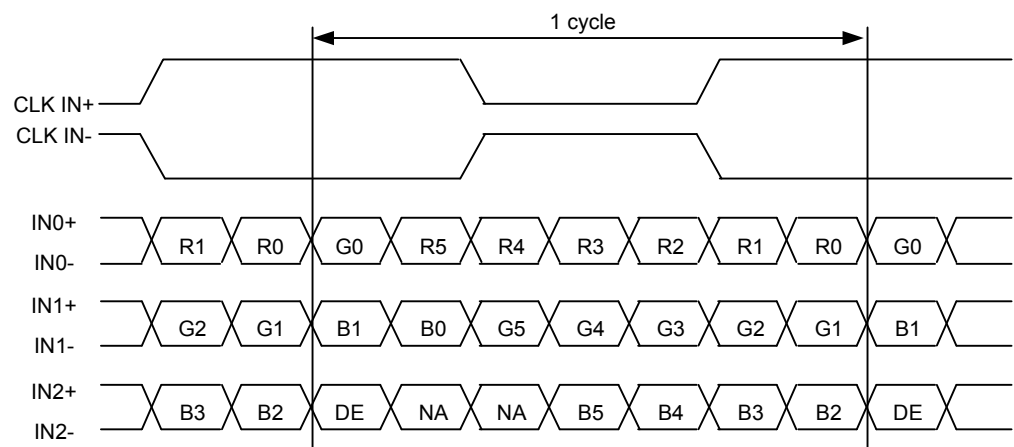 1 cycle
CLK IN+
CLK IN-
IN0+
R1 R0 G0 R5 R4 R3 R2 R1 R0 G0
IN0-
IN1+
G2 G1 B1 B0 G5 G4 G3 G2 G1 B1
IN1-
IN2+
B3 B2 DE NA NA B5 B4 B3 B2 DE
IN2-